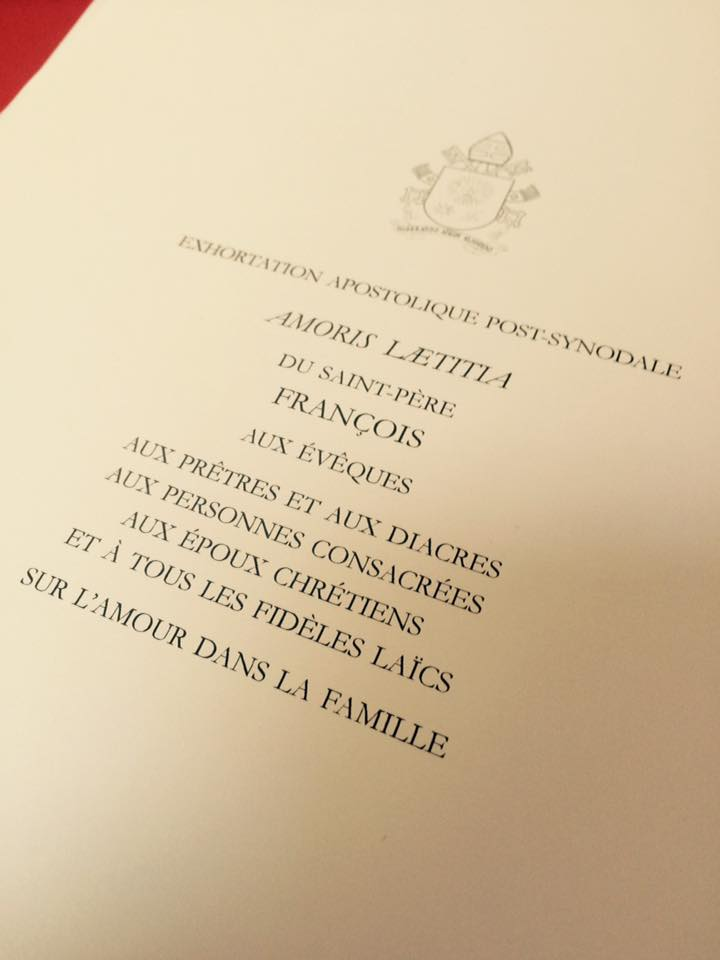 EXHORTATION APOSTOLIQUE POST-SYNODALE
AMORIS LÆTITIA
DU SAINT-PÈRE
FRANÇOIS
AUX ÉVÊQUES
AUX PRÊTRES ET AUX DIACRES
AUX PERSONNES CONSACRÉES
AUX ÉPOUX CHRÉTIENS
ET À TOUS LES FIDÈLES LAÏCS
SUR L'AMOUR DANS LA FAMILLE